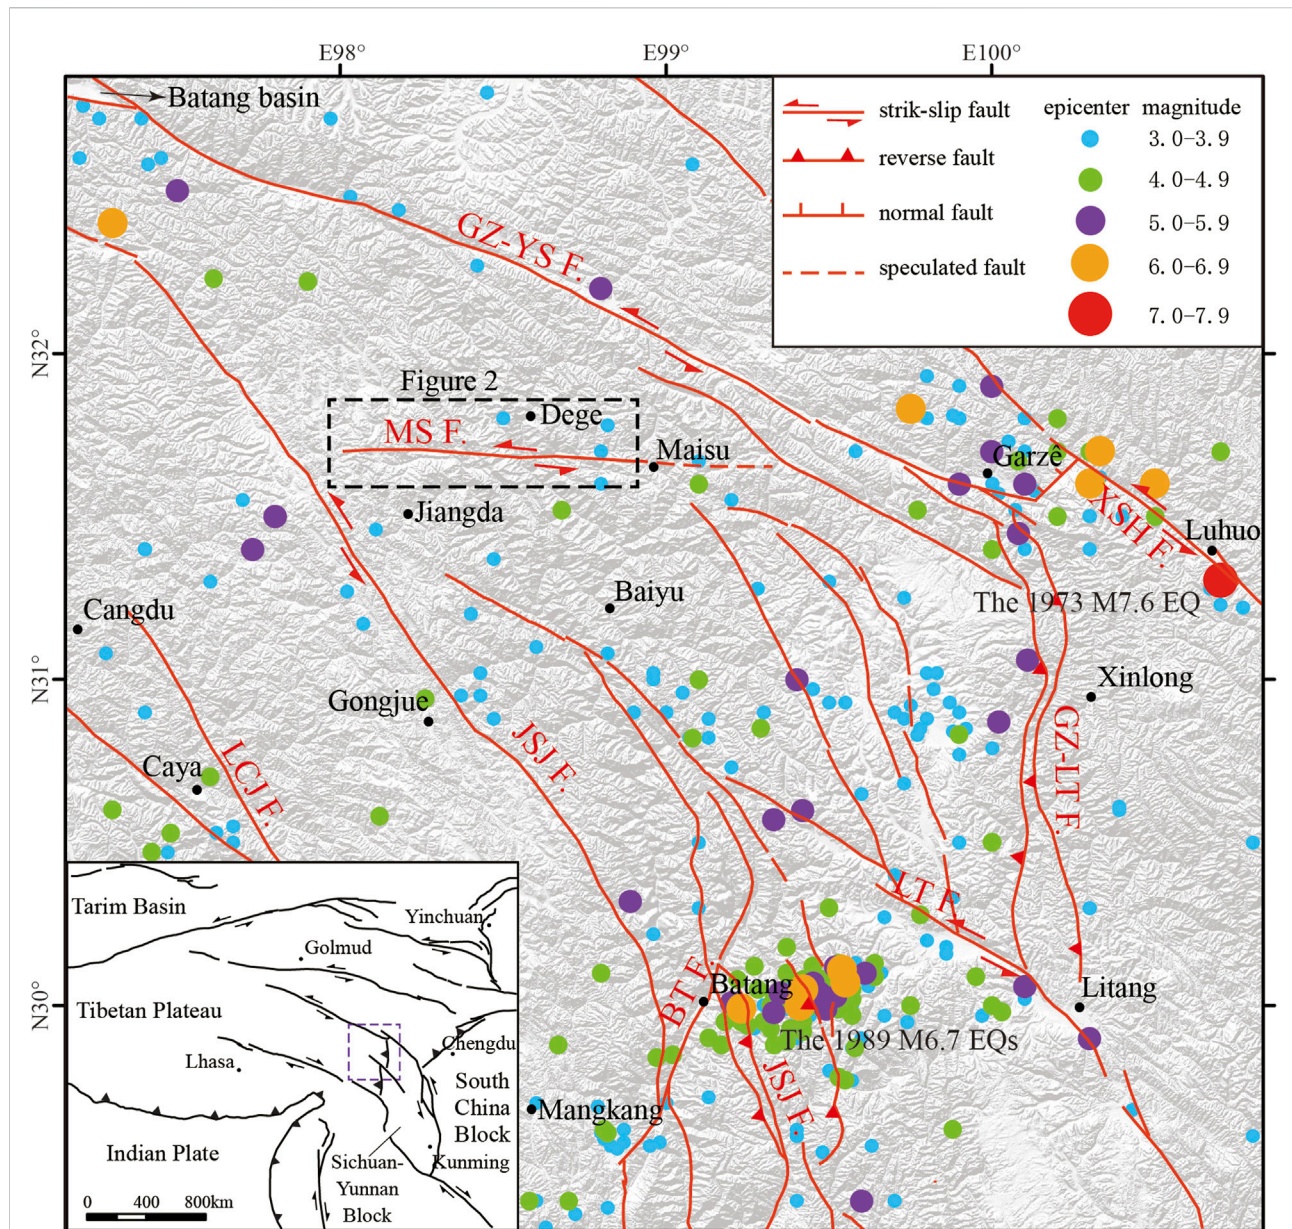 E98°
E99°
E100°
Batang basin
strik-slip fault
reverse fault
normal fault
speculated fault
epicenter magnitude
3.0-3.9
4.0-4.9
5.0-5.9
6.0-6.9
7.0-7.9
GZ-YS F.
N32°
Figure 2
Dege
MS F.
Maisu
Garzê
XSH F.
Jiangda
Luhuo
Baiyu
The 1973 M7.6 EQ
Cangdu
N31°
Xinlong
Gongjue
JSJ F.
GZ-LT F.
Caya
LCJ F.
LT F.
N30°
BT F.
Batang
Litang
The 1989 M6.7 EQs
JSJ F.
Mangkang
Tarim Basin
Yinchuan
Golmud
Tibetan Plateau
Lhasa
Chengdu
South
China
Block
Indian Plate
Kunming
Sichuan-
Yunnan
Block
0 400 800km